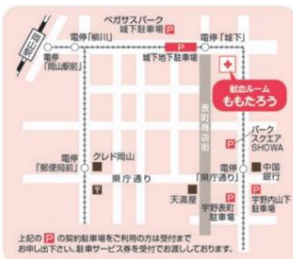 ペガサスパーク
城下駐車場 P
電停「柳川」
電停「城下」
岡山駅
電停
「岡山駅前」
P
城下地下駐車場
献血ルーム
ももたろう
表町商店街
P パーク
スクエア
SHOWA
電停
「郵便局前」
クレド岡山
県庁通り
天満屋
電停
「県庁通り」
中国
銀行
P
宇野表町
駐車場
P
宇野内山下
駐車場
上記の P の契約駐車場をご利用の方は受付まで
お申し出下さい。駐車サービス券を受付でお渡ししております。